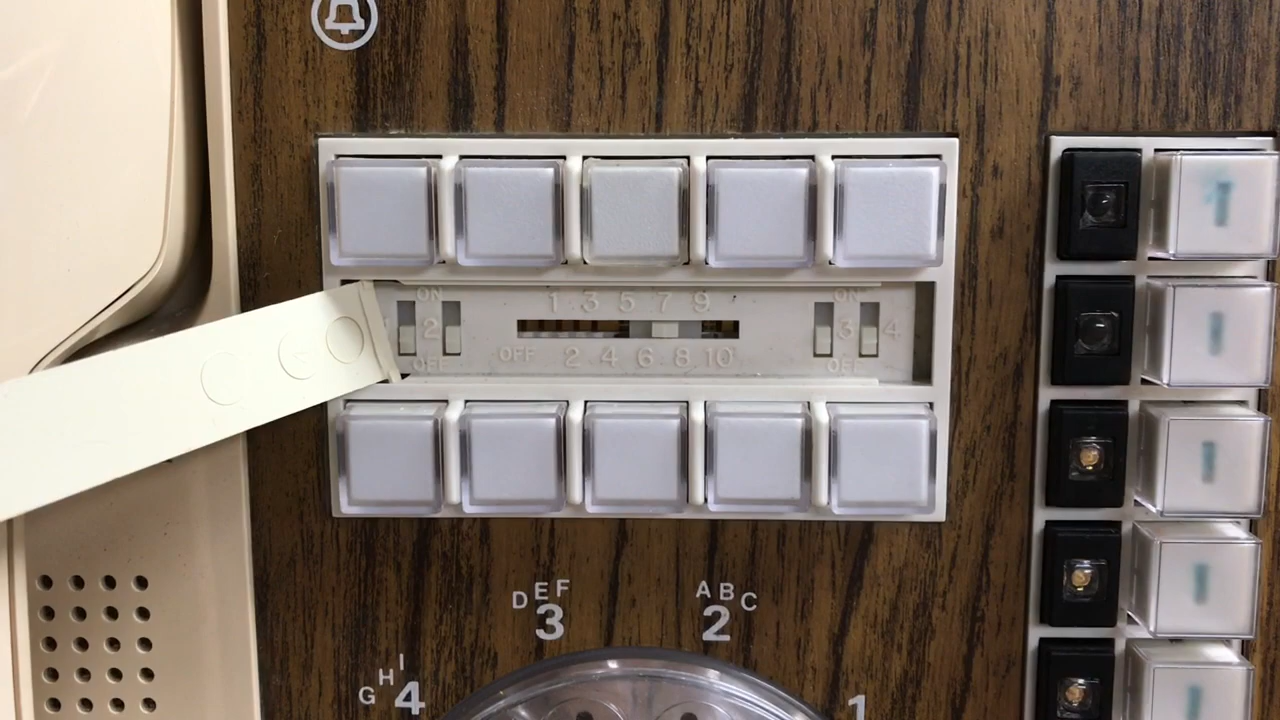 ON ON
1 3 5 7 9
2 3 4
OFF OFF 2 4 6 8 10 OFF
DEF ABC
3 2
GHI
4 1